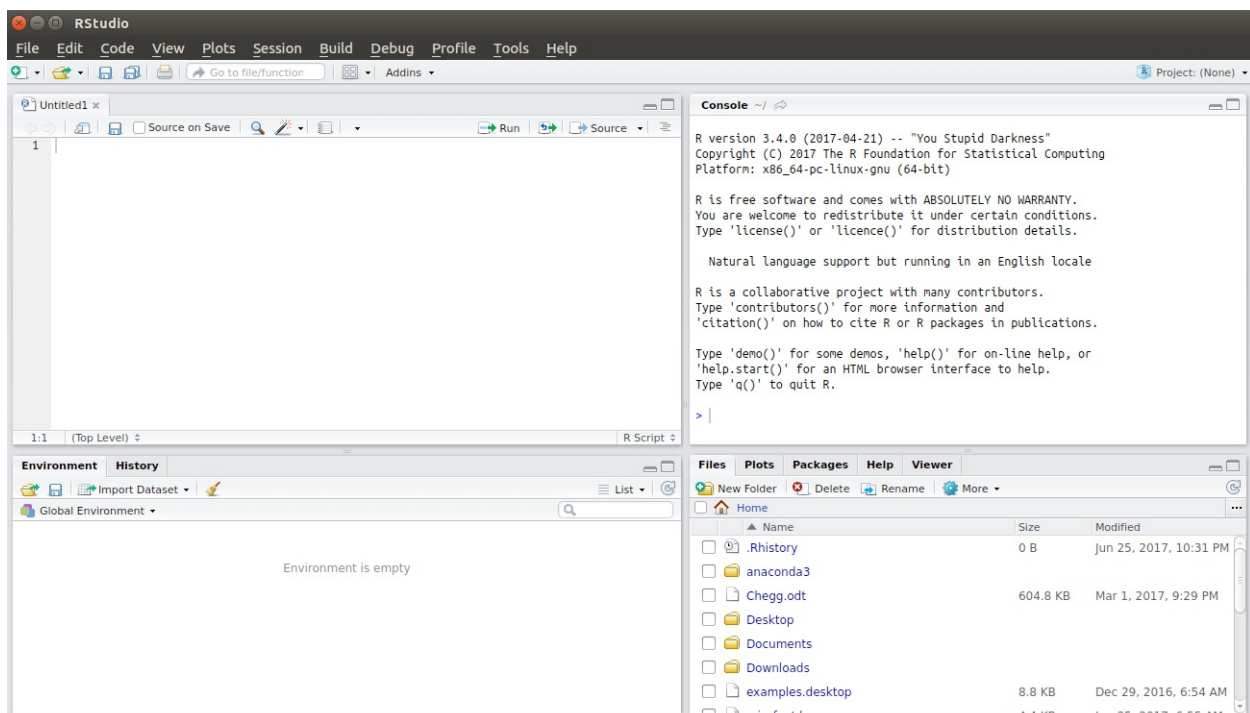 RStudio
File Edit Code View Plots Session Build Debug Profile Tools Help
Go to file/function Addins Project: (None)
Untitled1
Source on Save Run Source
1
1:1 (Top Level) R Script
Console ~/
R version 3.4.0 (2017-04-21) -- "You Stupid Darkness"
Copyright (C) 2017 The R Foundation for Statistical Computing
Platform: x86_64-pc-linux-gnu (64-bit)
R is free software and comes with ABSOLUTELY NO WARRANTY.
You are welcome to redistribute it under certain conditions.
Type 'license()' or 'licence()' for distribution details.
Natural language support but running in an English locale
R is a collaborative project with many contributors.
Type 'contributors()' for more information and
'citation()' on how to cite R or R packages in publications.
Type 'demo()' for some demos, 'help()' for on-line help, or
'help.start()' for an HTML browser interface to help.
Type 'q()' to quit R.
>
Environment History
Import Dataset List
Global Environment
Environment is empty
Files Plots Packages Help Viewer
New Folder Delete Rename More
Home ...
Name Size Modified
.Rhistory 0 B Jun 25, 2017, 10:31 PM
anaconda3
Chegg.odt 604.8 KB Mar 1, 2017, 9:29 PM
Desktop
Documents
Downloads
examples.desktop 8.8 KB Dec 29, 2016, 6:54 AM